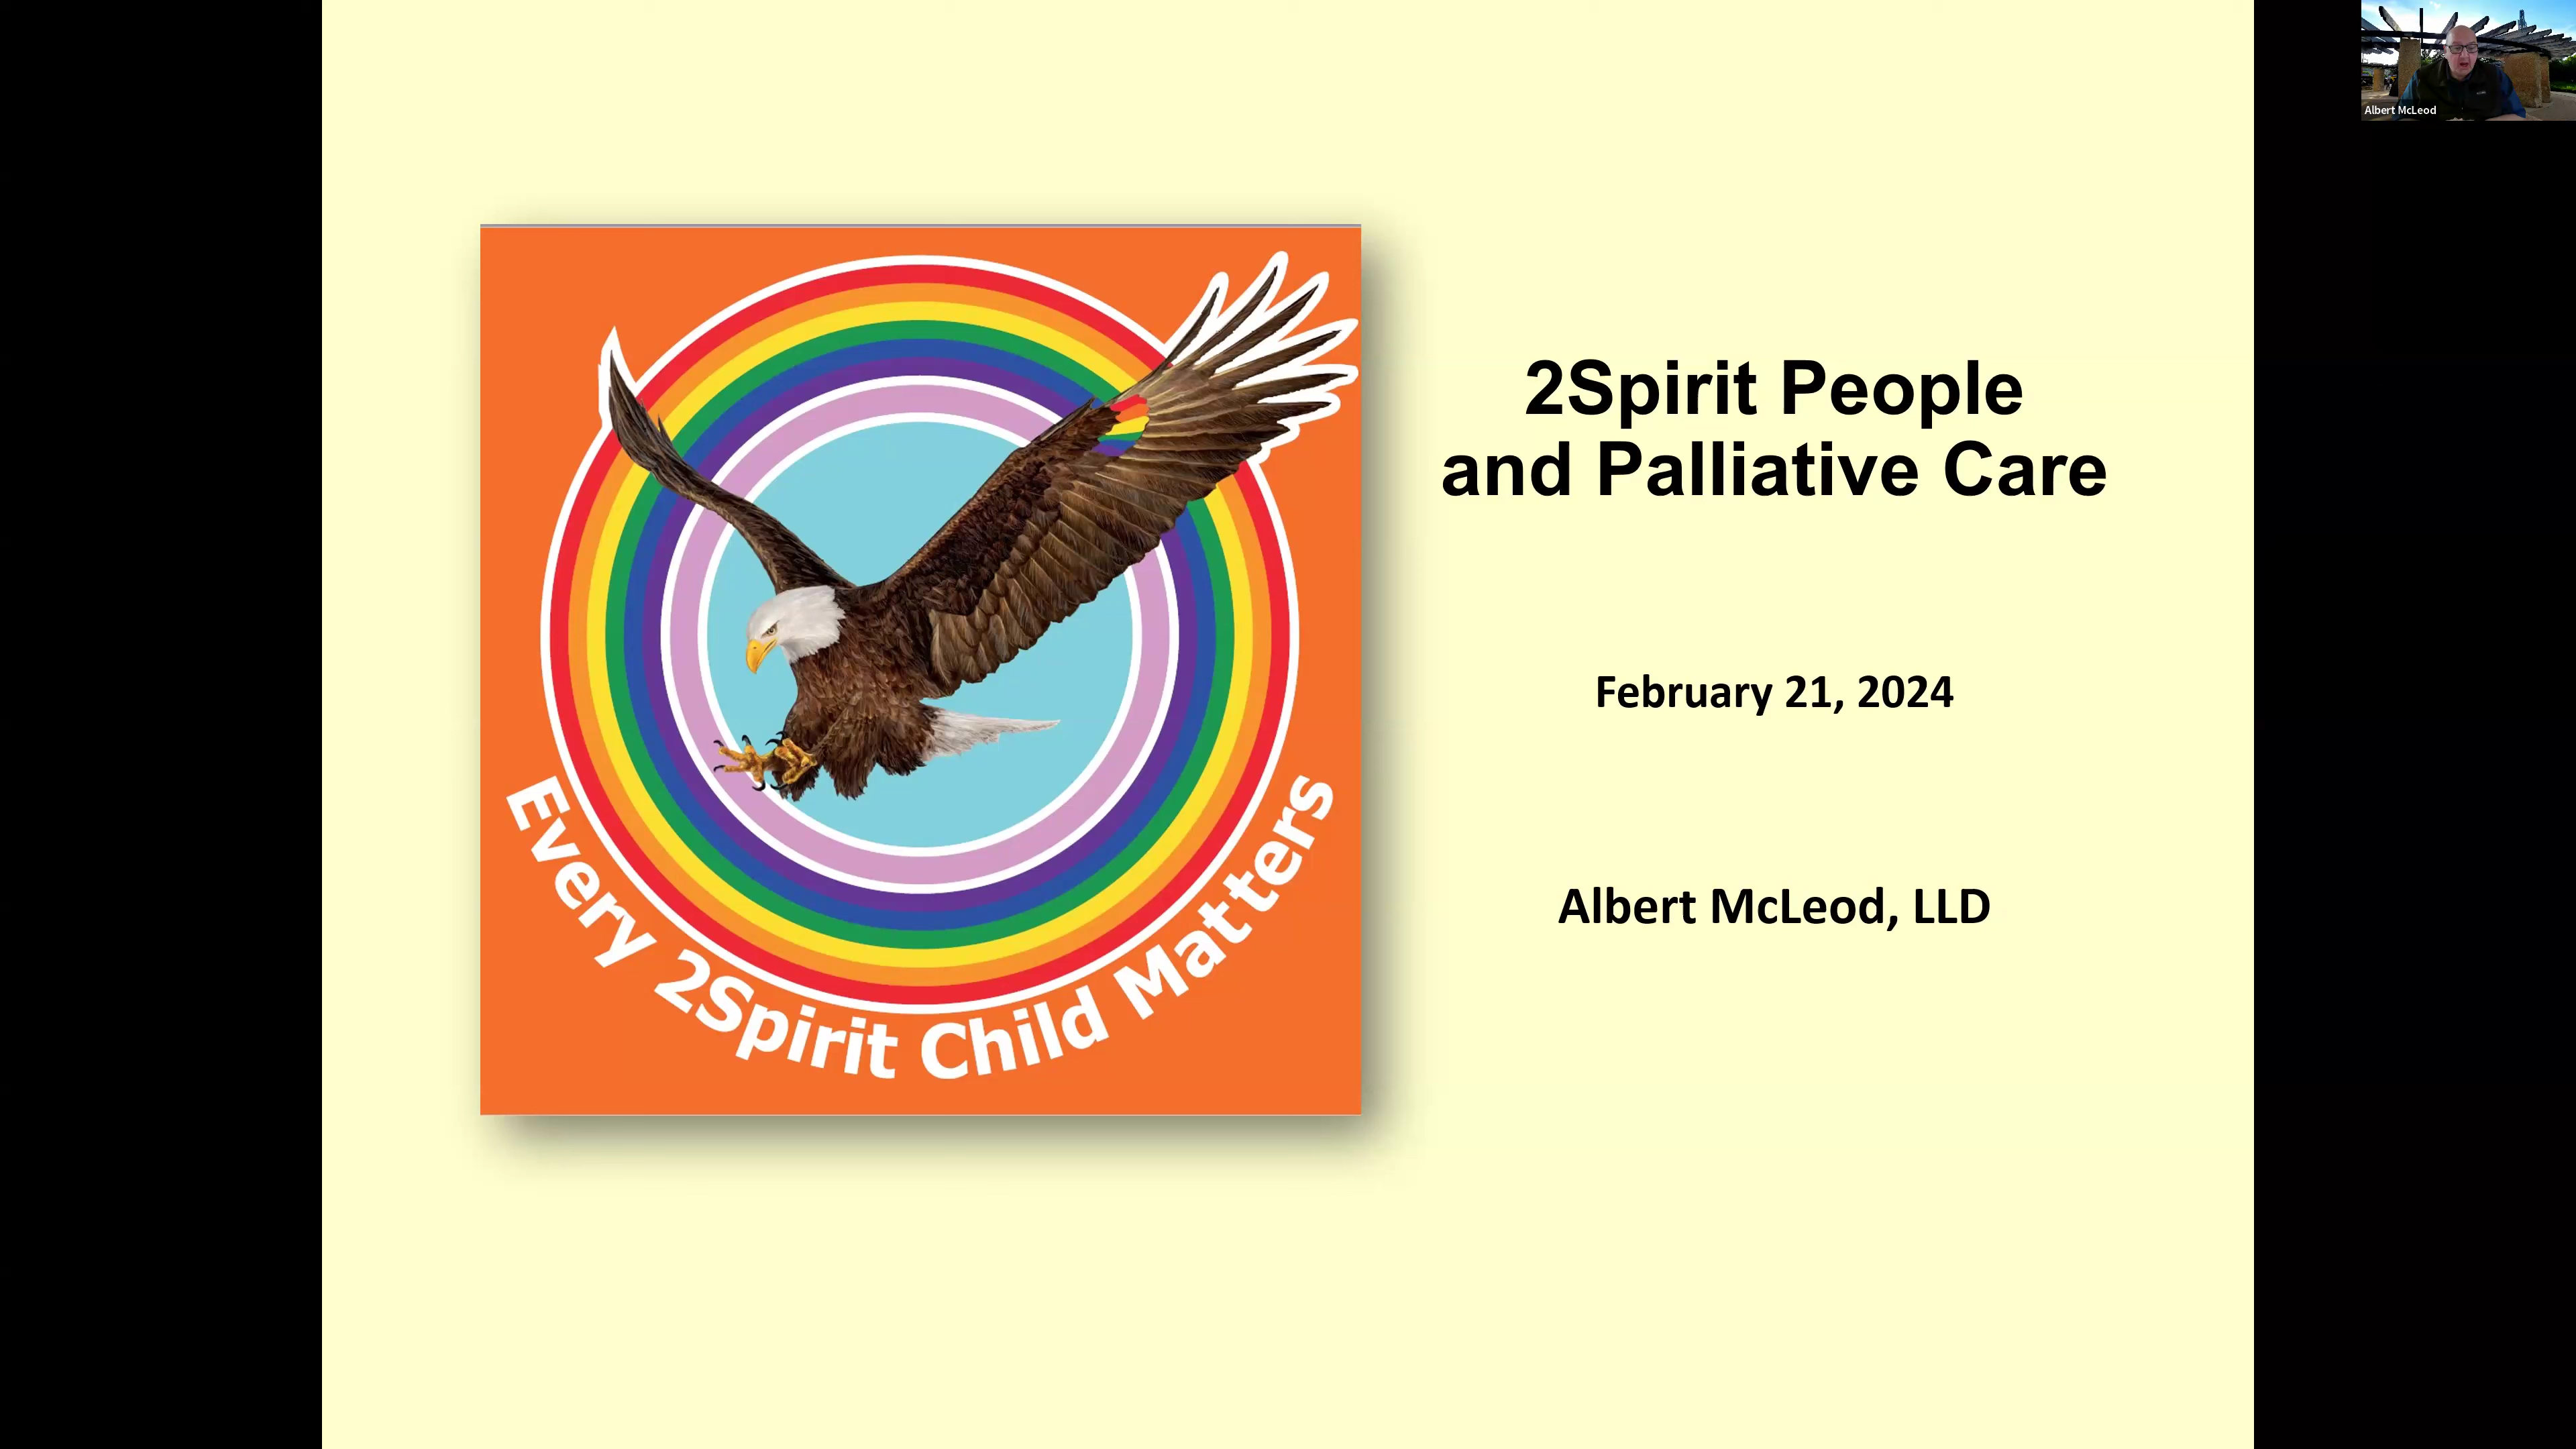 Albert McLeod
2Spirit People
and Palliative Care
February 21, 2024
Albert McLeod, LLD
Every 2Spirit Child Matters